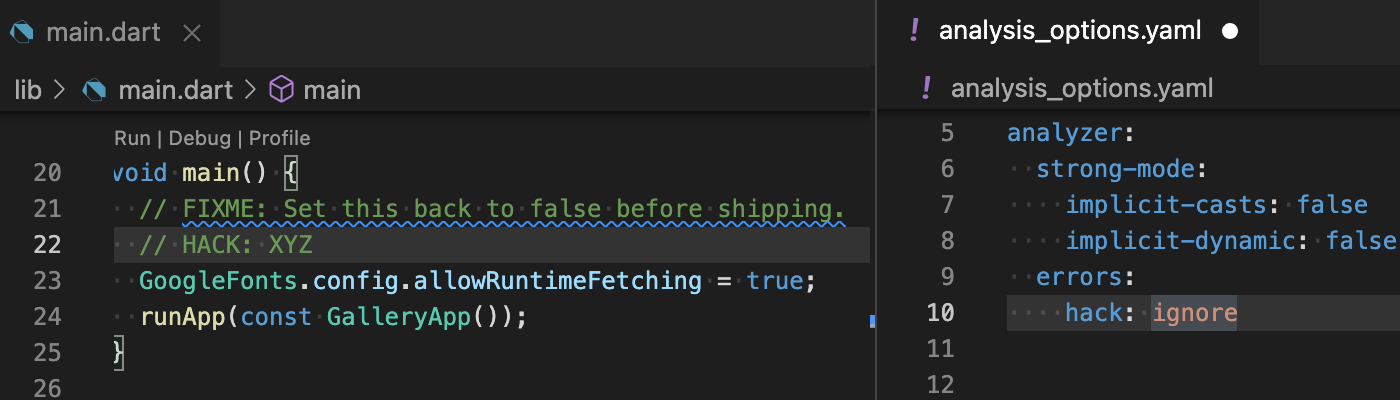 main.dart
lib > main.dart > main
Run | Debug | Profile
20 void main() {
21 // FIXME: Set this back to false before shipping.
22 // HACK: XYZ
23 GoogleFonts.config.allowRuntimeFetching = true;
24 runApp(const GalleryApp());
25 }
26
! analysis_options.yaml
! analysis_options.yaml
5 analyzer:
6 strong-mode:
7 implicit-casts: false
8 implicit-dynamic: false
9 errors:
10 hack: ignore
11
12